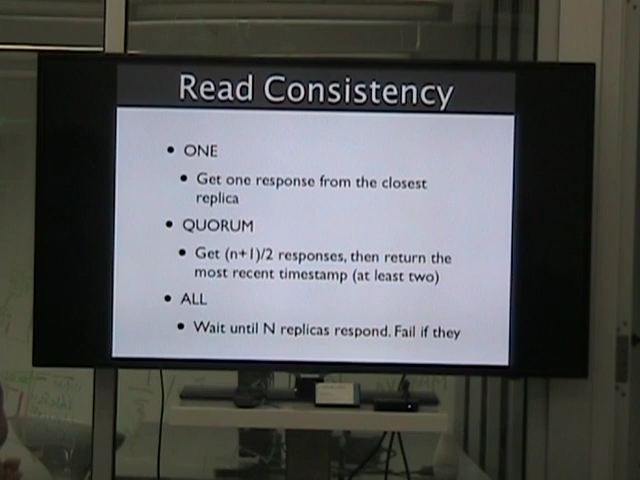 Read Consistency
• ONE
• Get one response from the closest
replica
• QUORUM
• Get (n+1)/2 responses, then return the
most recent timestamp (at least two)
• ALL
• Wait until N replicas respond. Fail if they